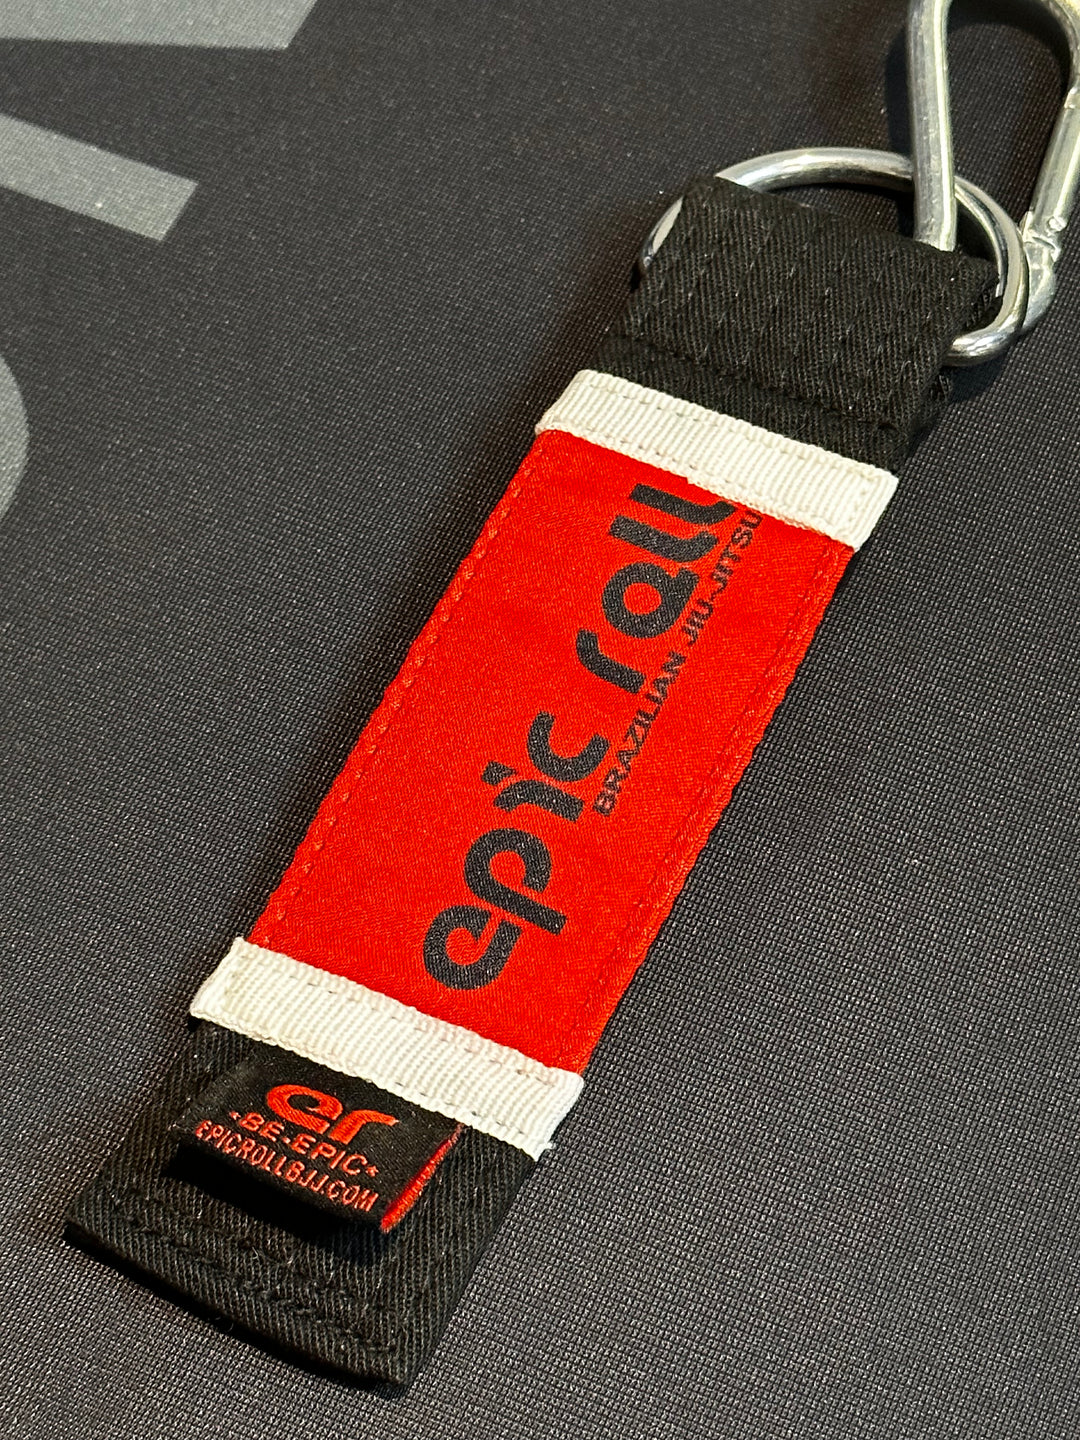 epic roll
BRAZILIAN JIU-JITSU
er
BE EPIC
EPICROLLBJJ.COM